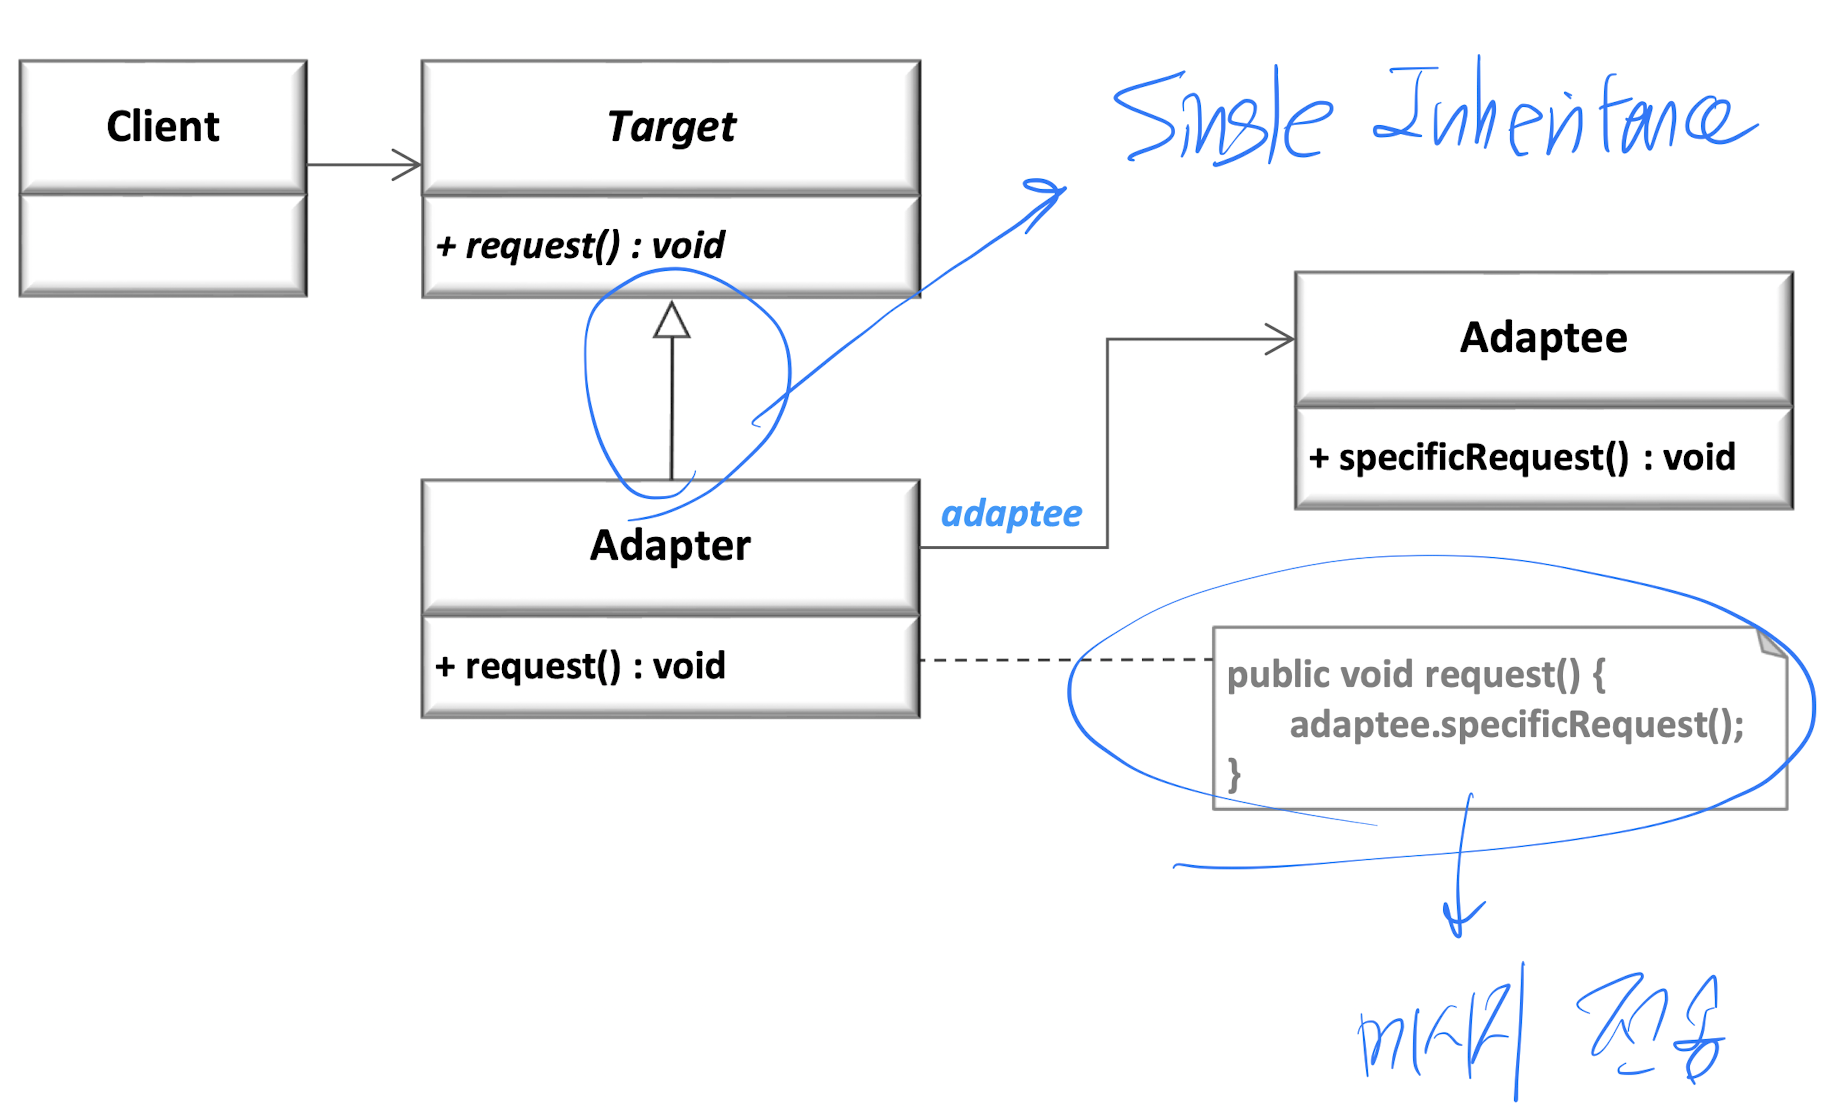 Single Inheritance
Client
Target
+ request() : void
Adaptee
+ specificRequest() : void
adaptee
Adapter
+ request() : void
public void request() {
adaptee.specificRequest();
}
메시지 전송